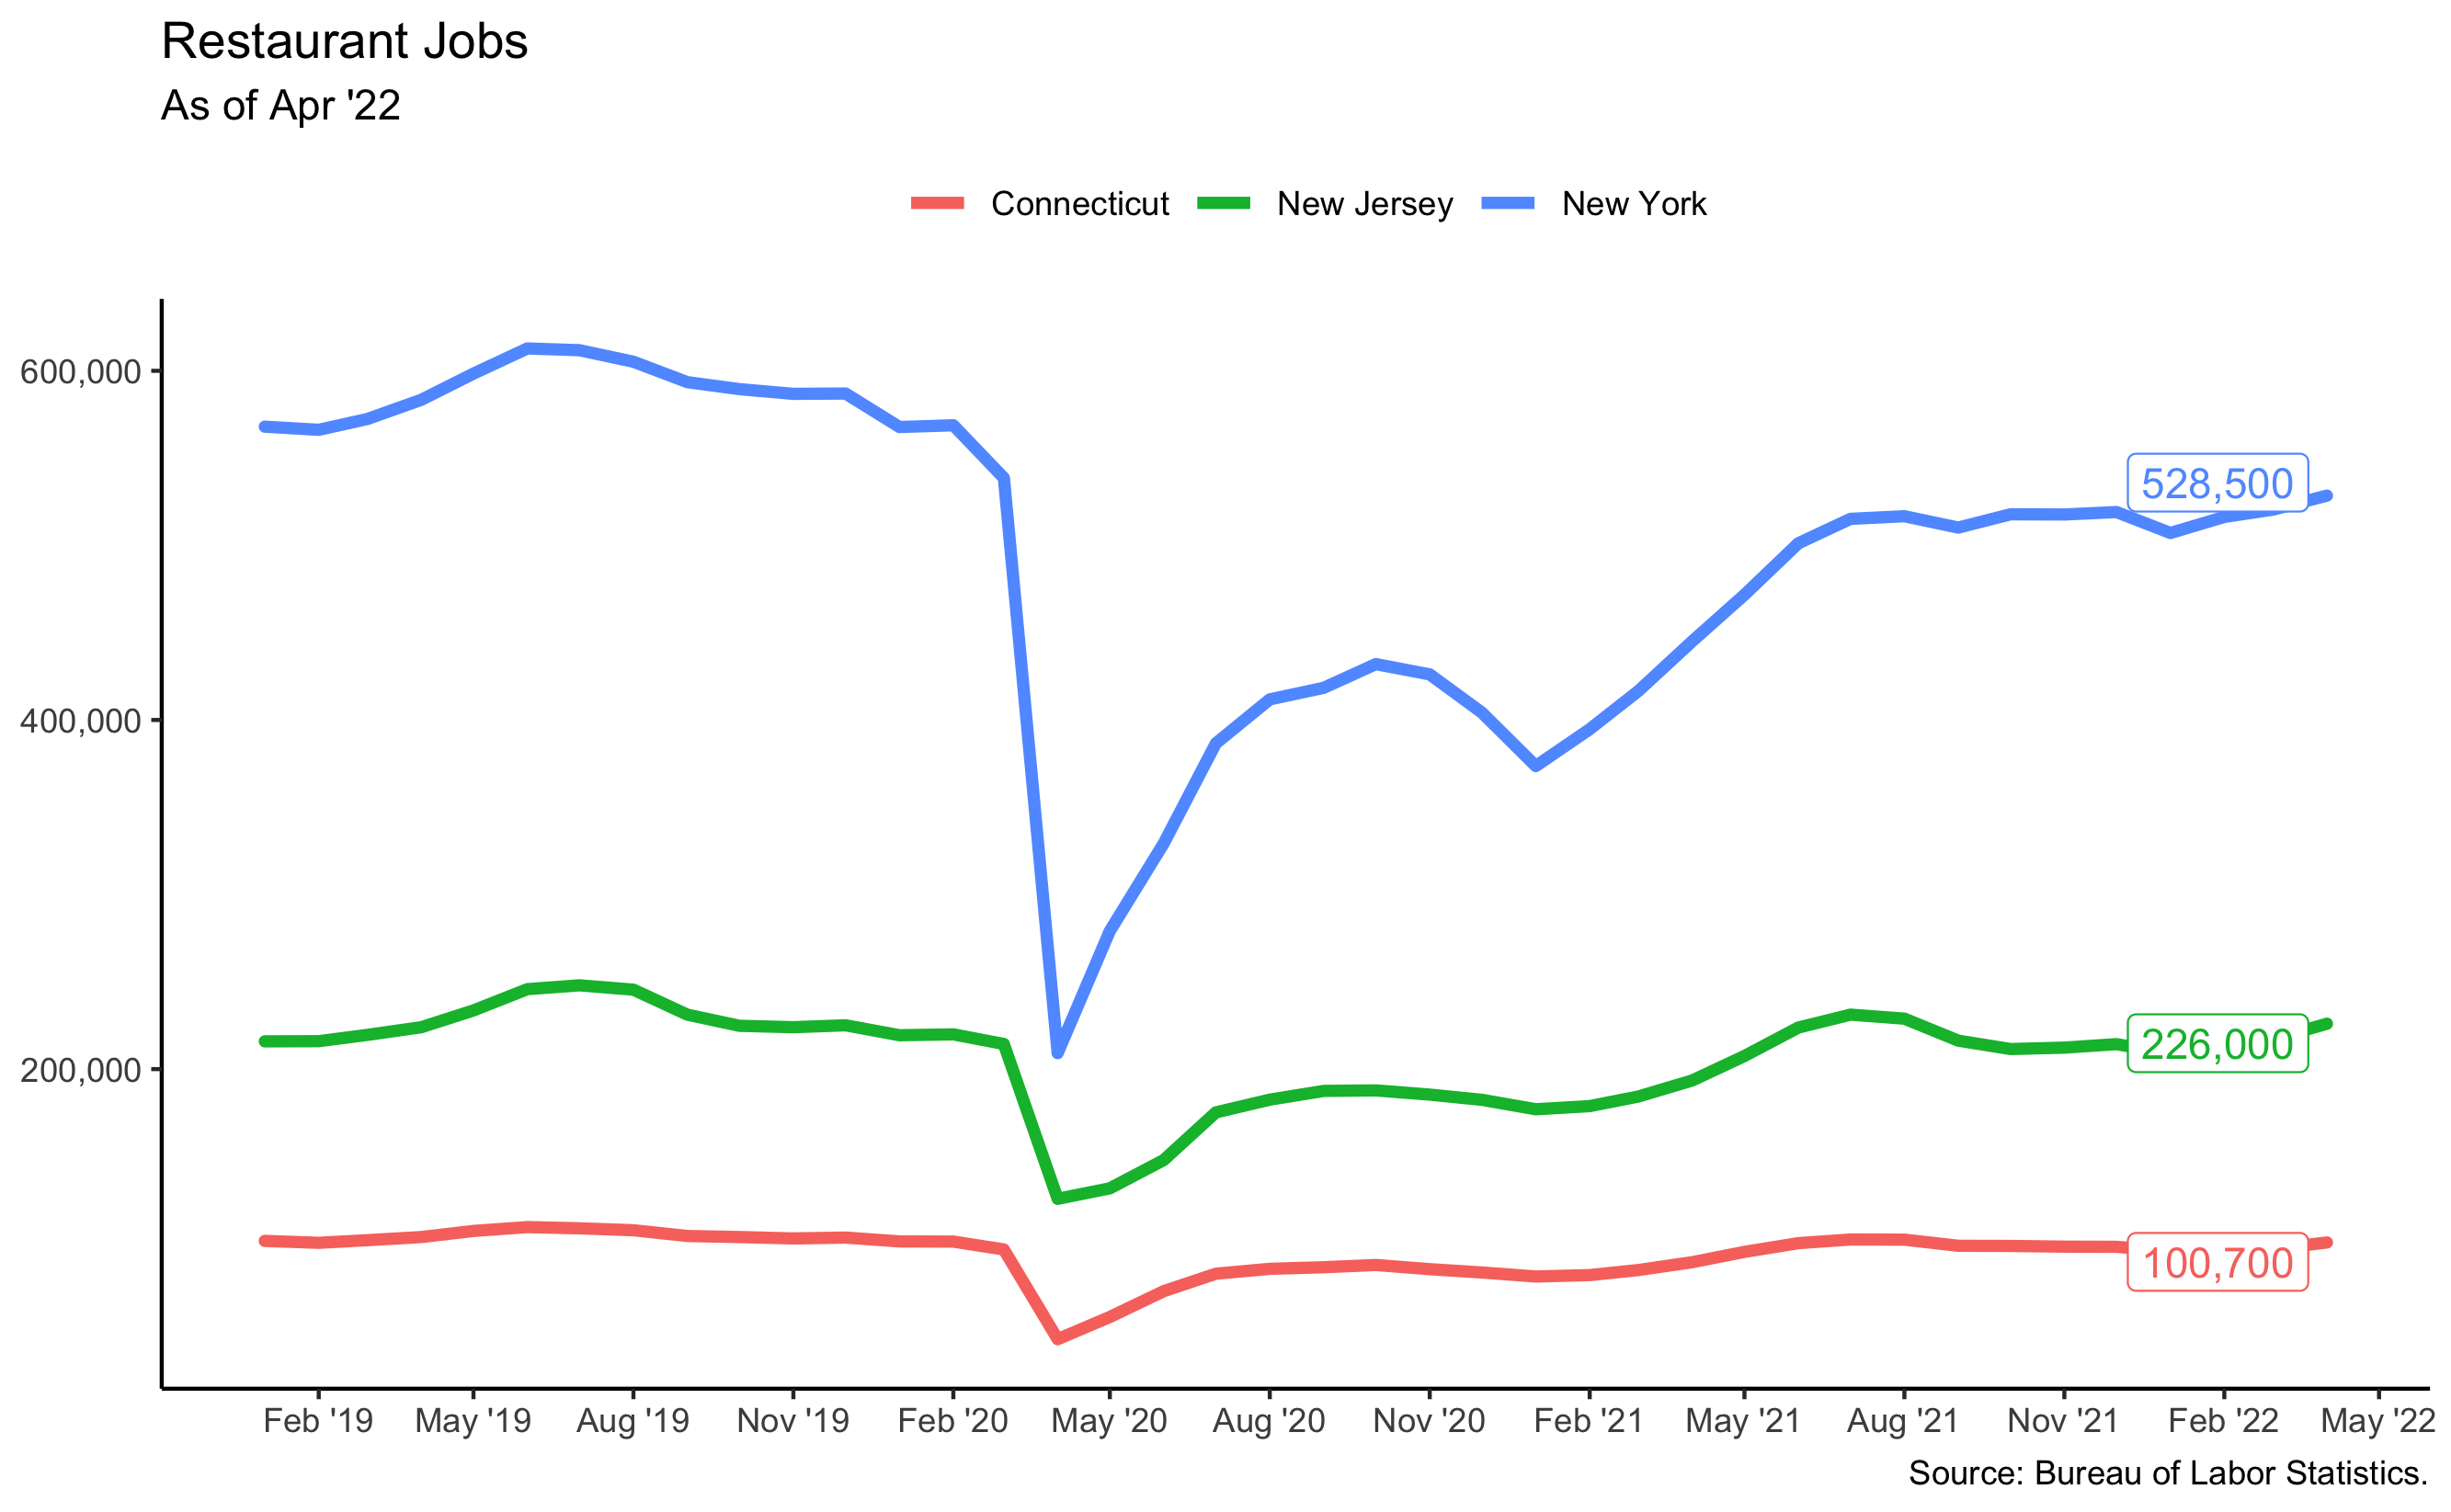 Restaurant Jobs
As of Apr '22
Connecticut New Jersey New York
600,000
400,000
200,000
528,500
226,000
100,700
Feb '19 May '19 Aug '19 Nov '19 Feb '20 May '20 Aug '20 Nov '20 Feb '21 May '21 Aug '21 Nov '21 Feb '22 May '22
Source: Bureau of Labor Statistics.